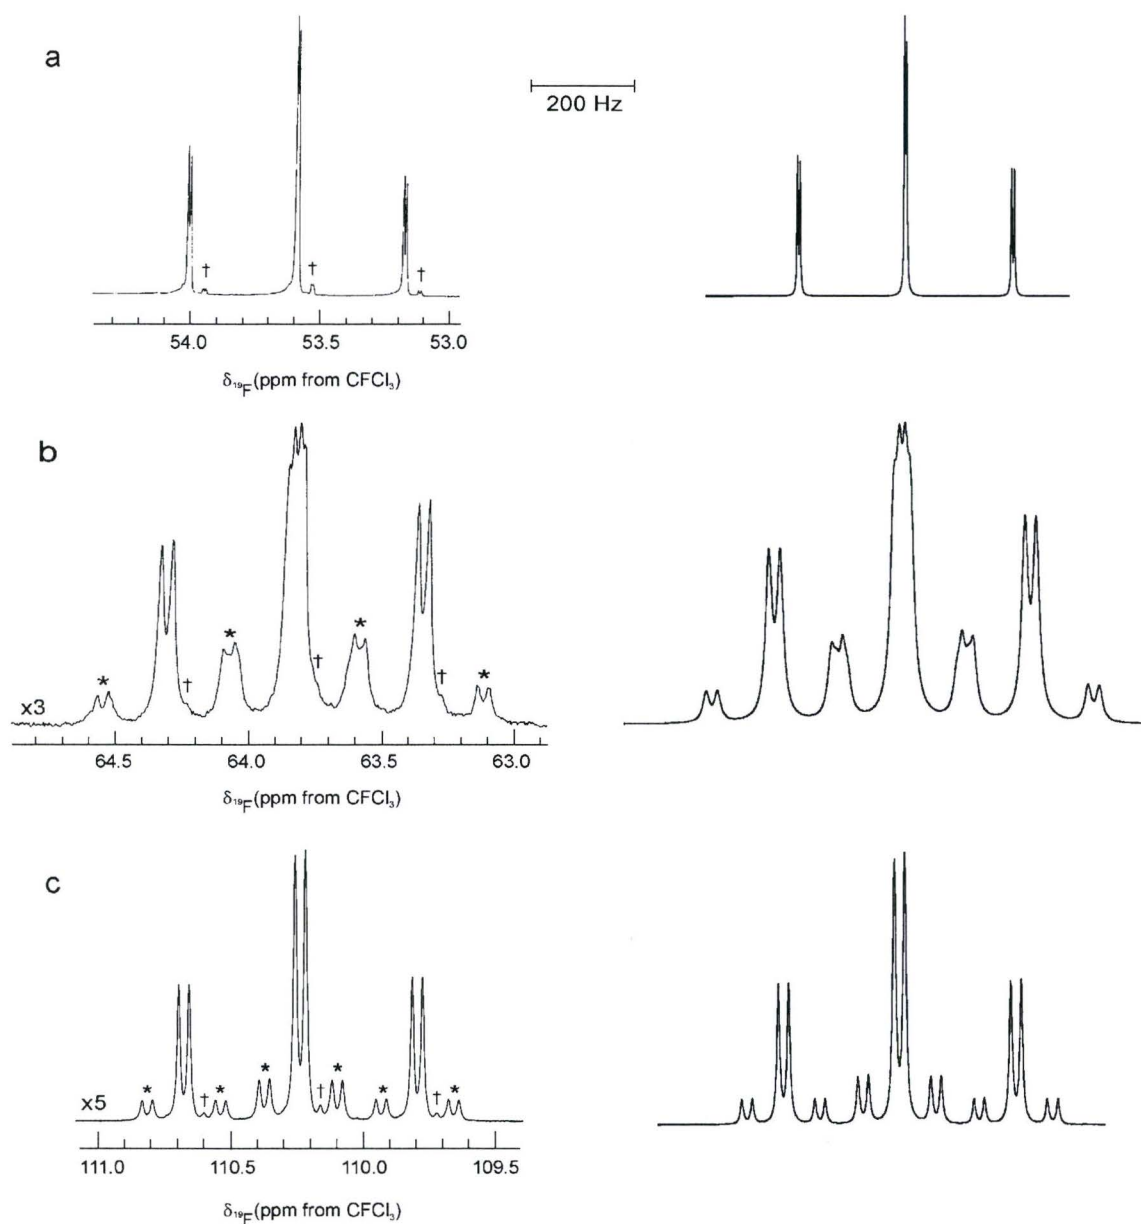 a
200 Hz
† † †
54.0 53.5 53.0
δ₁₉F(ppm from CFCl₃)
b
* * * *
† † †
x3
64.5 64.0 63.5 63.0
δ₁₉F(ppm from CFCl₃)
c
* * * * * *
† † †
x5
111.0 110.5 110.0 109.5
δ₁₉F(ppm from CFCl₃)